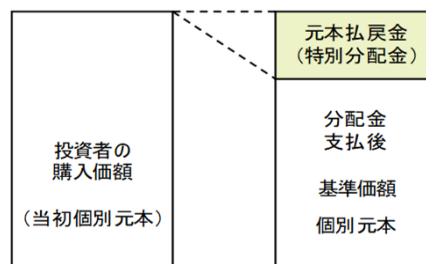 投資者の
購入価額
（当初個別元本）
元本払戻金
（特別分配金）
分配金
支払後
基準価額
個別元本